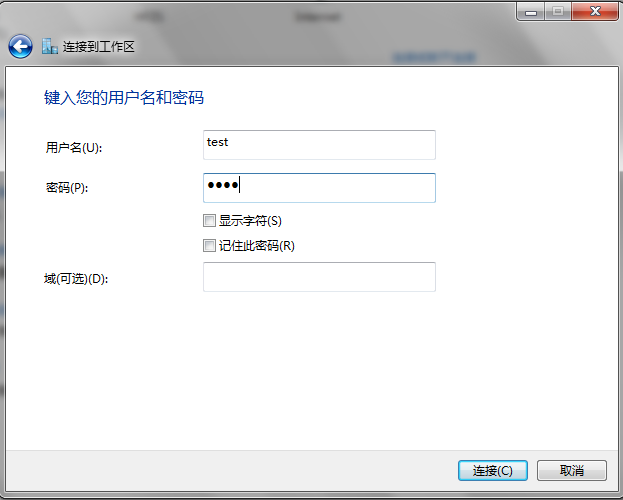 连接到工作区
键入您的用户名和密码
用户名(U):
test
密码(P):
●●●●
显示字符(S)
记住此密码(R)
域(可选)(D):
连接(C)
取消